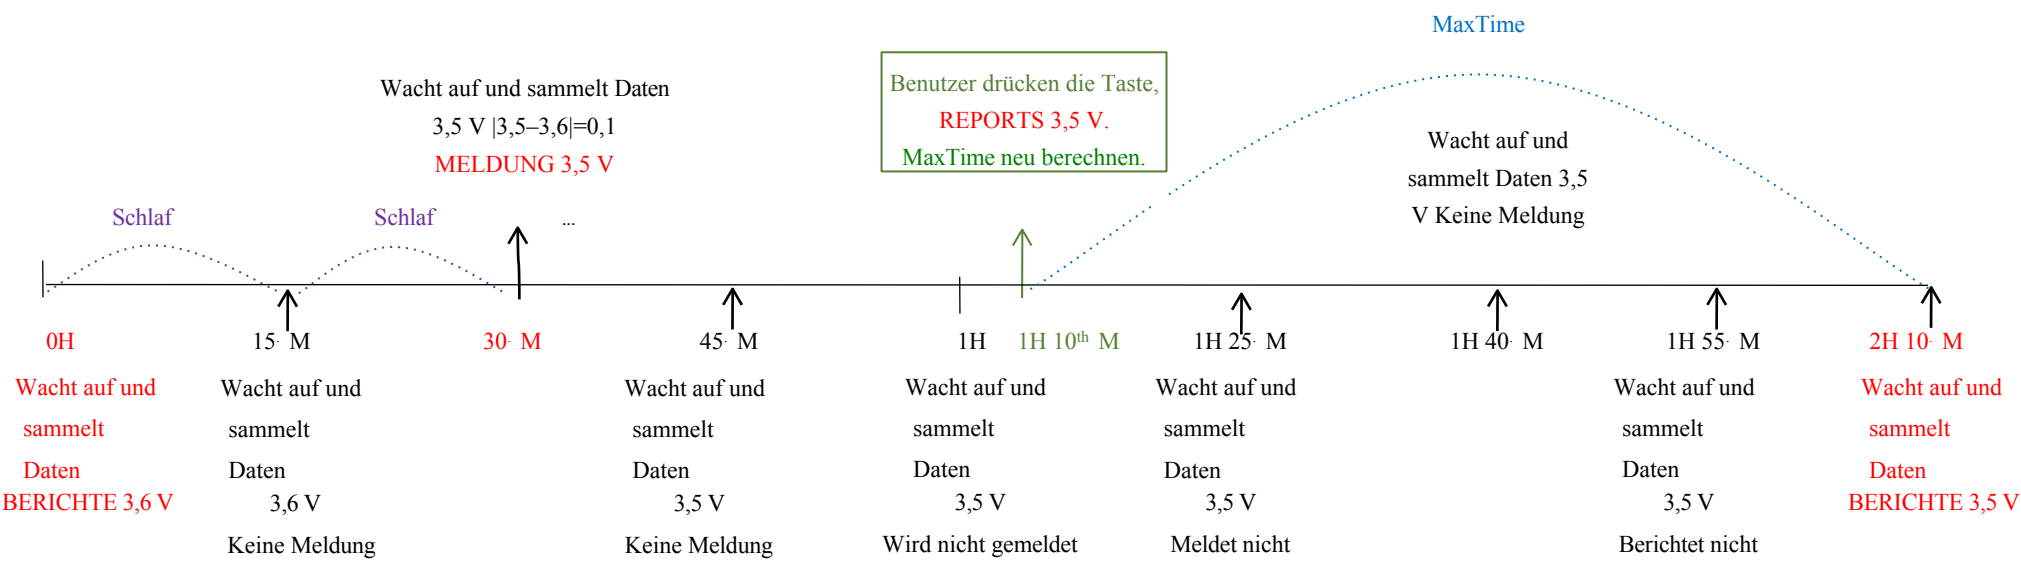 MaxTime
Wacht auf und sammelt Daten
3,5 V |3,5–3,6|=0,1
MELDUNG 3,5 V
Benutzer drücken die Taste,
REPORTS 3,5 V.
MaxTime neu berechnen.
Wacht auf und
sammelt Daten 3,5
V Keine Meldung
Schlaf
Schlaf
...
0H
15· M
30· M
45· M
1H
1H 10th M
1H 25· M
1H 40· M
1H 55· M
2H 10· M
Wacht auf und
sammelt
Daten
BERICHTE 3,6 V
Wacht auf und
sammelt
Daten
3,6 V
Keine Meldung
Wacht auf und
sammelt
Daten
3,5 V
Keine Meldung
Wacht auf und
sammelt
Daten
3,5 V
Wird nicht gemeldet
Wacht auf und
sammelt
Daten
3,5 V
Meldet nicht
Wacht auf und
sammelt
Daten
3,5 V
Berichtet nicht
Wacht auf und
sammelt
Daten
BERICHTE 3,5 V